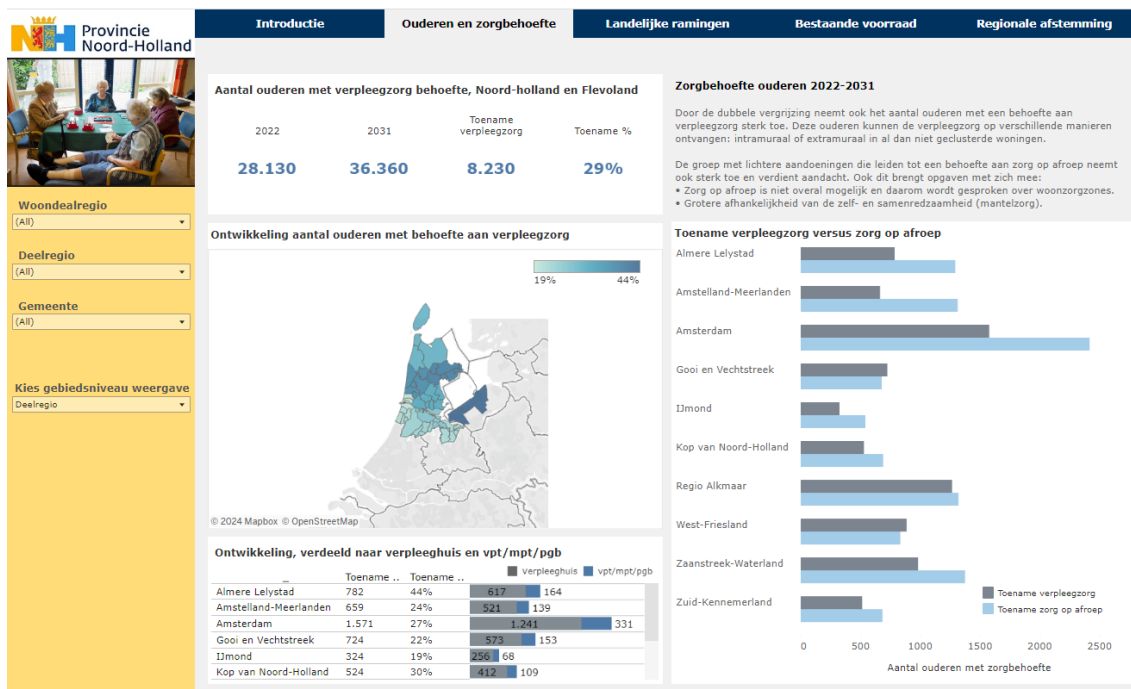 Provincie
Noord-Holland
Introductie
Ouderen en zorgbehoefte
Landelijke ramingen
Bestaande voorraad
Regionale afstemming
Woondealregio
(All)
Deelregio
(All)
Gemeente
(All)
Kies gebiedsniveau weergave
Deelregio
Aantal ouderen met verpleegzorg behoefte, Noord-holland en Flevoland
2022 2031 Toename verpleegzorg Toename %
28.130 36.360 8.230 29%
Ontwikkeling aantal ouderen met behoefte aan verpleegzorg
19% 44%
© 2024 Mapbox © OpenStreetMap
Ontwikkeling, verdeeld naar verpleeghuis en vpt/mpt/pgb
verpleeghuis vpt/mpt/pgb
Toename .. Toename ..
Almere Lelystad 782 44% 617 164
Amstelland-Meerlanden 659 24% 521 139
Amsterdam 1.571 27% 1.241 331
Gooi en Vechtstreek 724 22% 573 153
IJmond 324 19% 256 68
Kop van Noord-Holland 524 30% 412 109
Zorgbehoefte ouderen 2022-2031
Door de dubbele vergrijzing neemt ook het aantal ouderen met een behoefte aan
verpleegzorg sterk toe. Deze ouderen kunnen de verpleegzorg op verschillende manieren
ontvangen: intramuraal of extramuraal in al dan niet geclusterde woningen.
De groep met lichtere aandoeningen die leiden tot een behoefte aan zorg op afroep neemt
ook sterk toe en verdient aandacht. Ook dit brengt opgaven met zich mee:
• Zorg op afroep is niet overal mogelijk en daarom wordt gesproken over woonzorgzones.
• Grotere afhankelijkheid van de zelf- en samenredzaamheid (mantelzorg).
Toename verpleegzorg versus zorg op afroep
Almere Lelystad
Amstelland-Meerlanden
Amsterdam
Gooi en Vechtstreek
IJmond
Kop van Noord-Holland
Regio Alkmaar
West-Friesland
Zaanstreek-Waterland
Zuid-Kennemerland
Toename verpleegzorg
Toename zorg op afroep
0 500 1000 1500 2000 2500
Aantal ouderen met zorgbehoefte